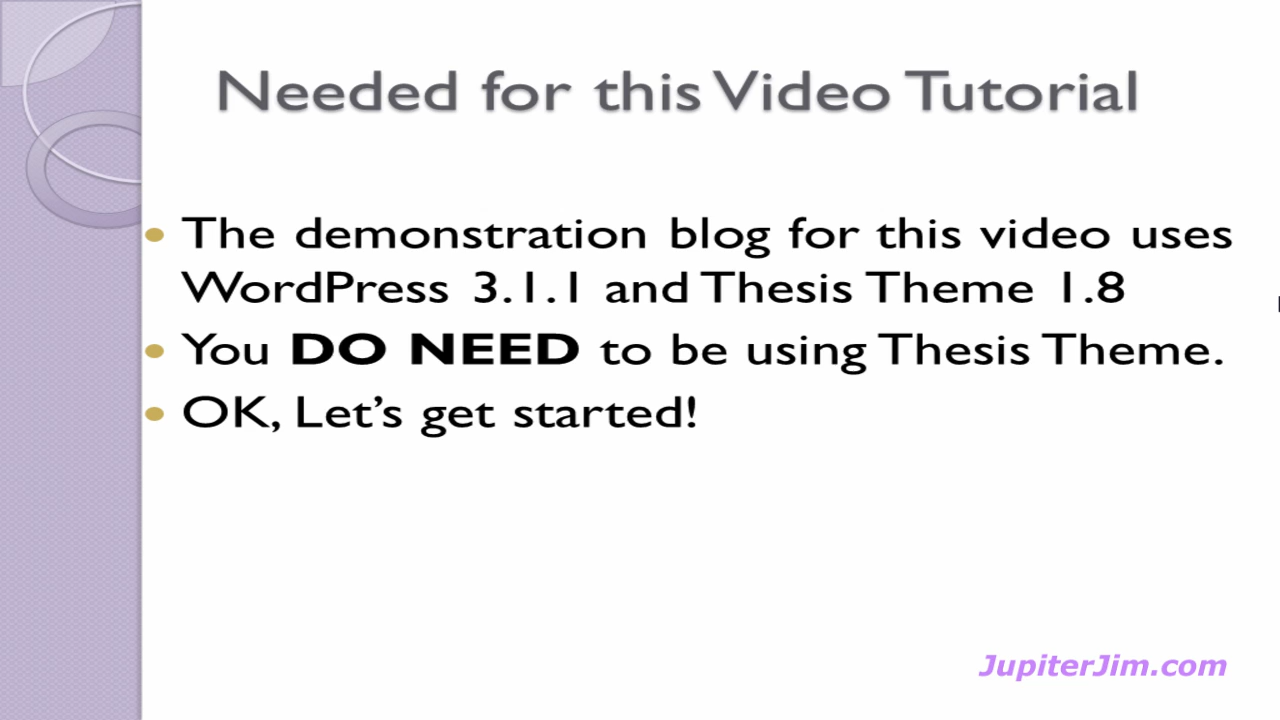 Needed for this Video Tutorial
The demonstration blog for this video uses
WordPress 3.1.1 and Thesis Theme 1.8
You DO NEED to be using Thesis Theme.
OK, Let’s get started!
JupiterJim.com